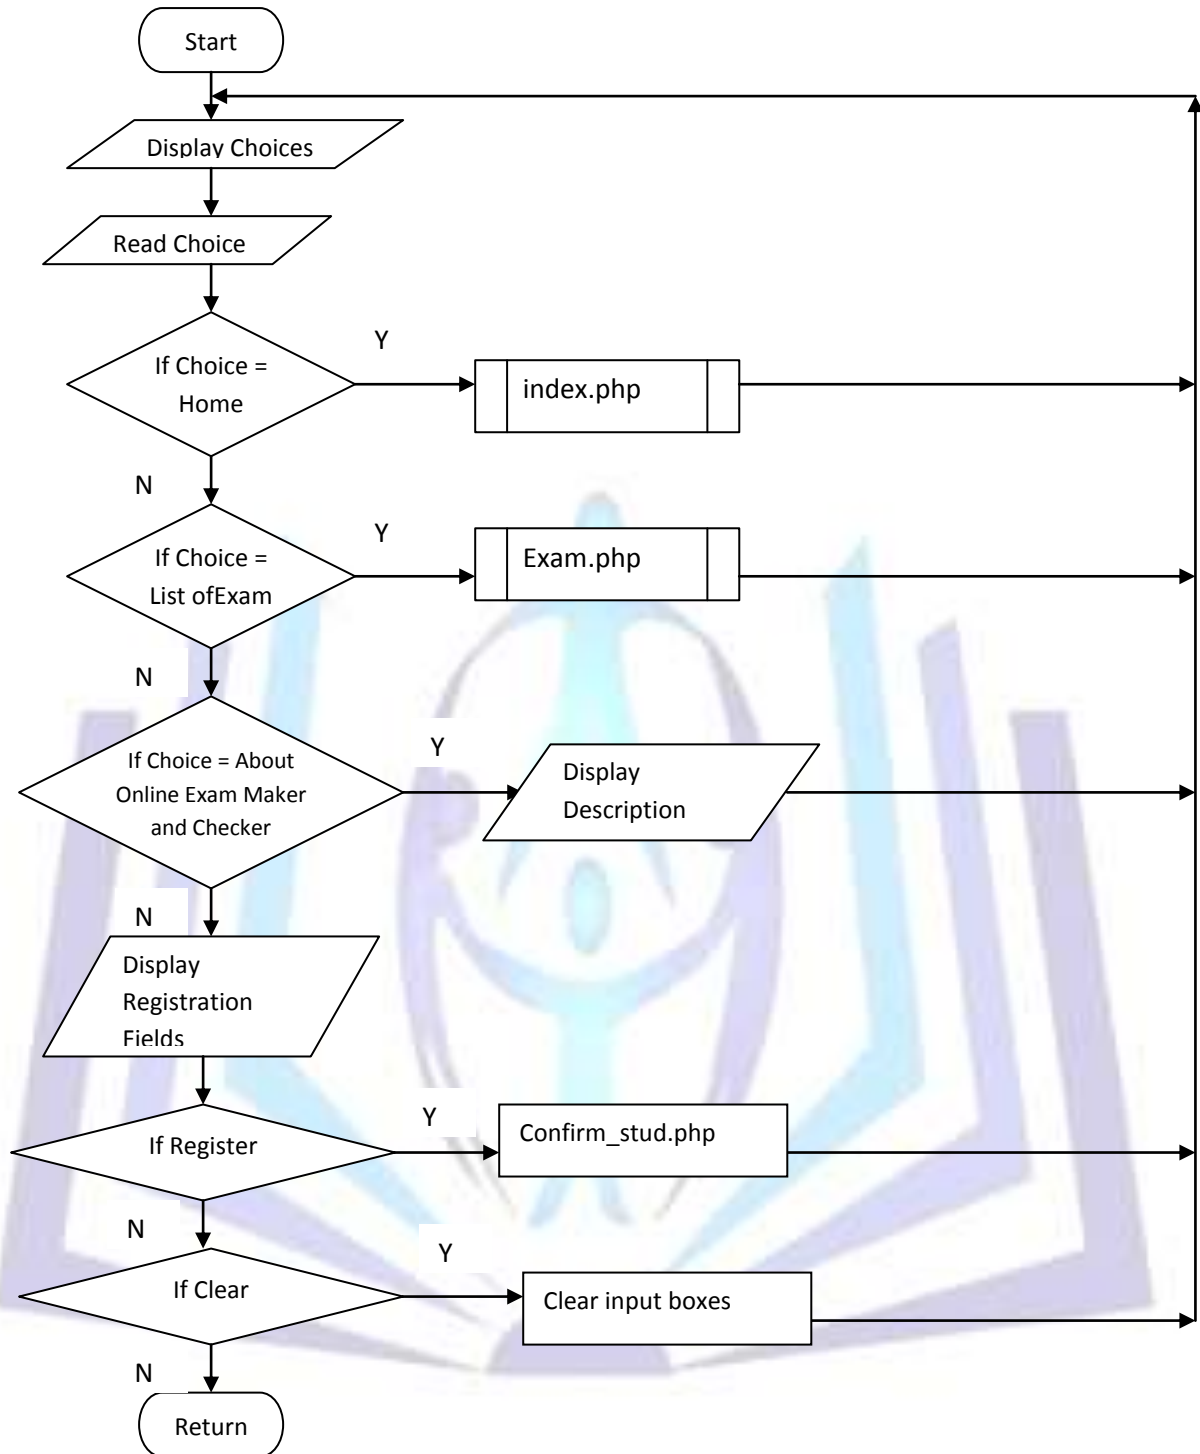 Start
Display Choices
Read Choice
If Choice =
Home
Y
index.php
N
If Choice =
List ofExam
Y
Exam.php
N
If Choice = About
Online Exam Maker
and Checker
Y
Display
Description
N
Display
Registration
Fields
If Register
Y
Confirm_stud.php
N
If Clear
Y
Clear input boxes
N
Return